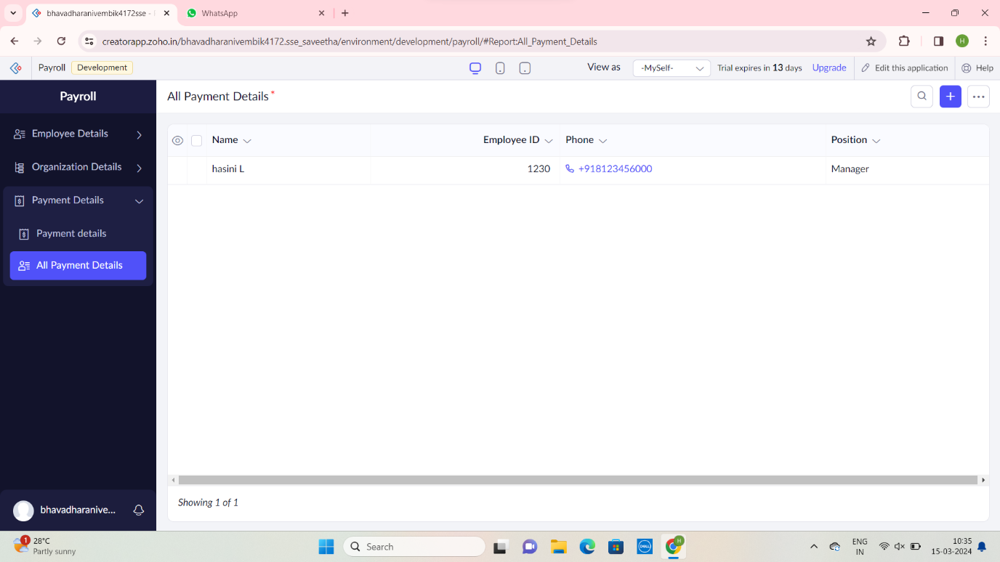 bhavadharanivembik4172sse -
WhatsApp
creatorapp.zoho.in/bhavadharanivembik4172.sse_saveetha/environment/development/payroll/#Report:All_Payment_Details
H
Payroll
Development
View as
-MySelf-
Trial expires in 13 days
Upgrade
Edit this application
Help
Payroll
Employee Details
Organization Details
Payment Details
Payment details
All Payment Details
bhavadharanive...
All Payment Details *
Name
Employee ID
Phone
Position
hasini L
1230
+918123456000
Manager
Showing 1 of 1
1
28°C
Partly sunny
Search
DELL
H
ENG
IN
10:35
15-03-2024